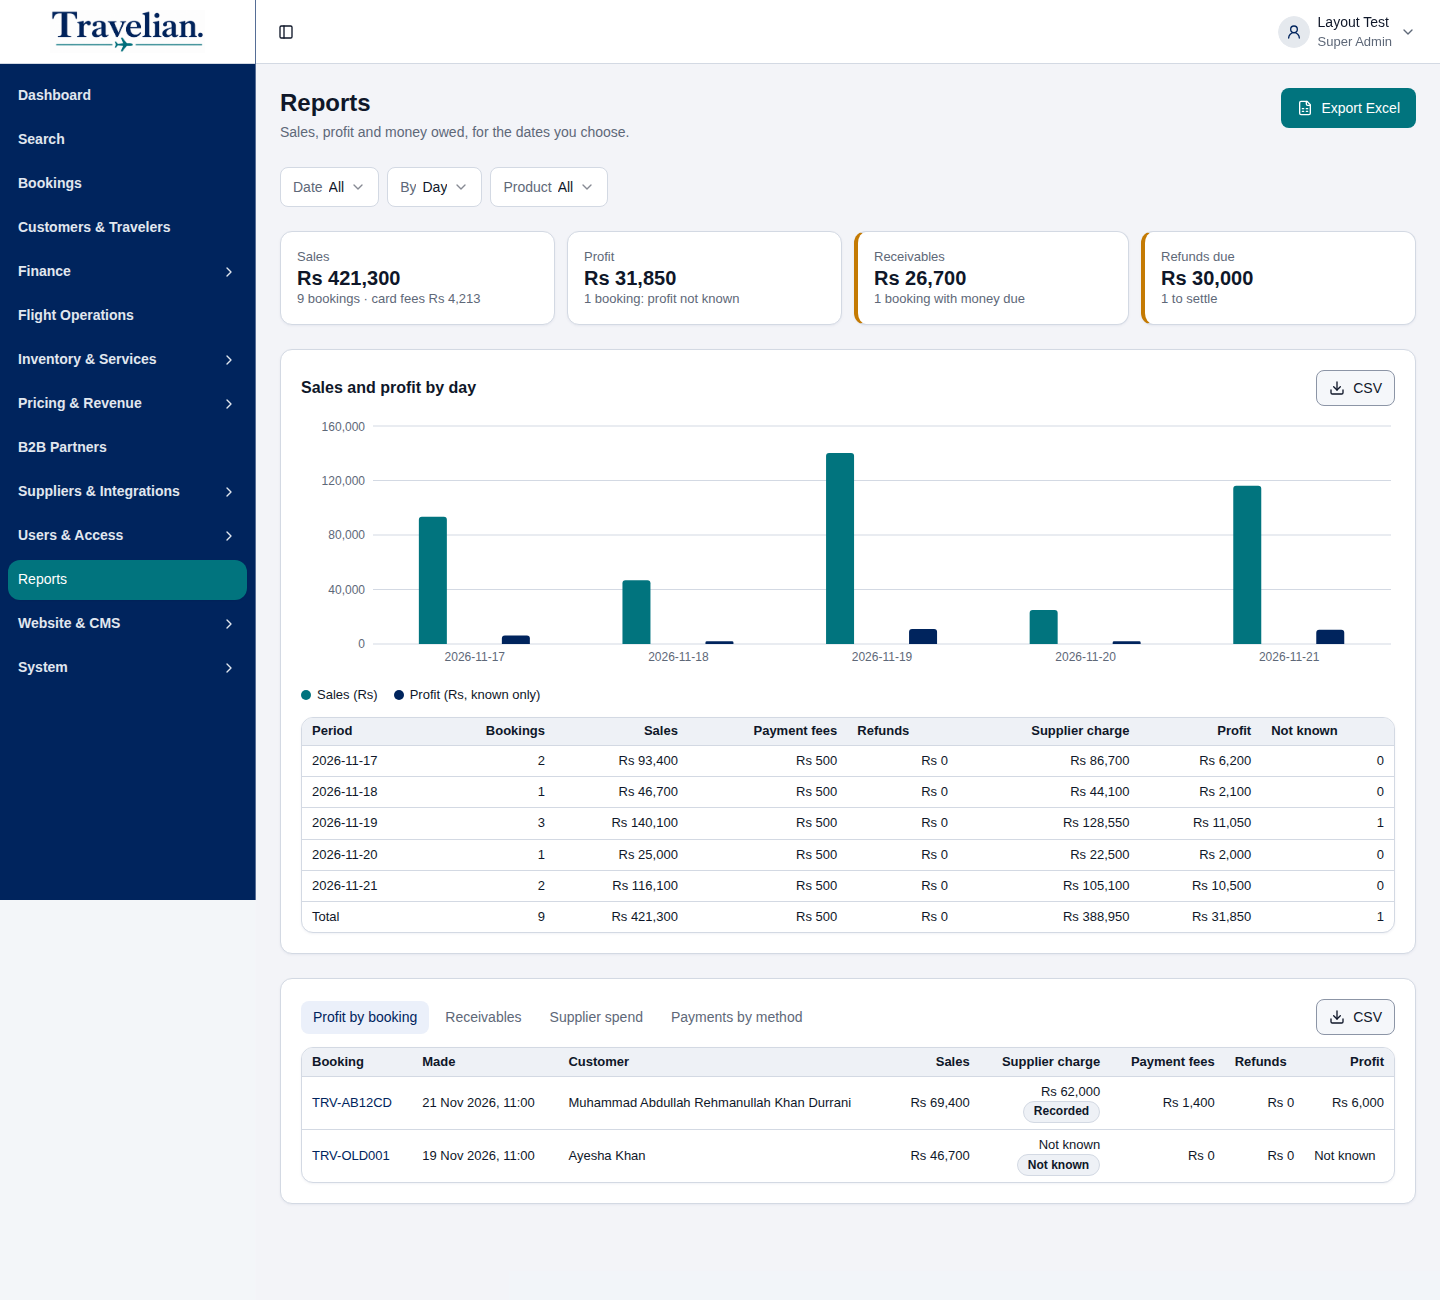 Travelian.
Layout Test
Super Admin
Dashboard
Search
Bookings
Customers & Travelers
Finance
Flight Operations
Inventory & Services
Pricing & Revenue
B2B Partners
Suppliers & Integrations
Users & Access
Reports
Website & CMS
System
Reports
Export Excel
Sales, profit and money owed, for the dates you choose.
Date All By Day Product All
Sales
Rs 421,300
9 bookings · card fees Rs 4,213
Profit
Rs 31,850
1 booking: profit not known
Receivables
Rs 26,700
1 booking with money due
Refunds due
Rs 30,000
1 to settle
Sales and profit by day
CSV
160,000
120,000
80,000
40,000
0
2026-11-17 2026-11-18 2026-11-19 2026-11-20 2026-11-21
Sales (Rs) Profit (Rs, known only)
Period Bookings Sales Payment fees Refunds Supplier charge Profit Not known
2026-11-17 2 Rs 93,400 Rs 500 Rs 0 Rs 86,700 Rs 6,200 0
2026-11-18 1 Rs 46,700 Rs 500 Rs 0 Rs 44,100 Rs 2,100 0
2026-11-19 3 Rs 140,100 Rs 500 Rs 0 Rs 128,550 Rs 11,050 1
2026-11-20 1 Rs 25,000 Rs 500 Rs 0 Rs 22,500 Rs 2,000 0
2026-11-21 2 Rs 116,100 Rs 500 Rs 0 Rs 105,100 Rs 10,500 0
Total 9 Rs 421,300 Rs 500 Rs 0 Rs 388,950 Rs 31,850 1
Profit by booking Receivables Supplier spend Payments by method
CSV
Booking Made Customer Sales Supplier charge Payment fees Refunds Profit
TRV-AB12CD 21 Nov 2026, 11:00 Muhammad Abdullah Rehmanullah Khan Durrani Rs 69,400 Rs 62,000 Rs 1,400 Rs 0 Rs 6,000
Recorded
TRV-OLD001 19 Nov 2026, 11:00 Ayesha Khan Rs 46,700 Not known Rs 0 Rs 0 Not known
Not known